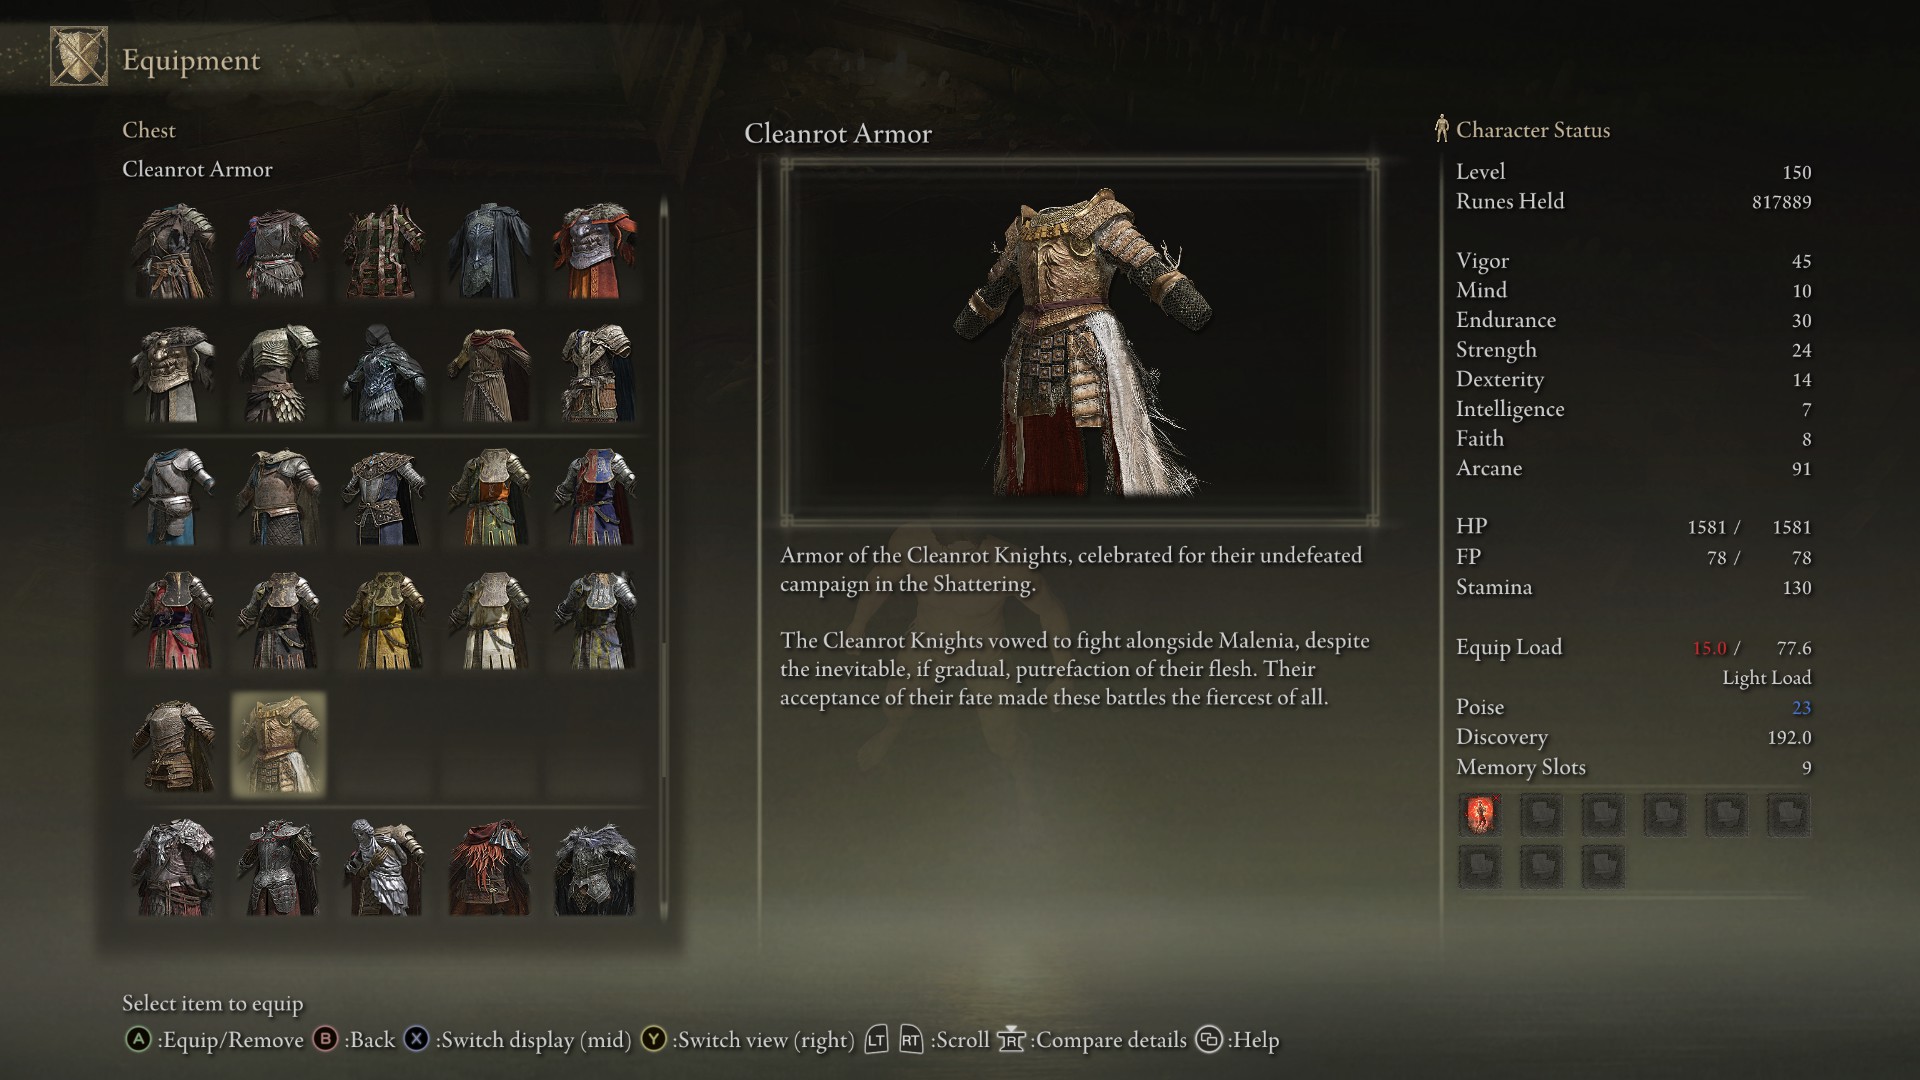 Equipment
Chest
Cleanrot Armor
Cleanrot Armor
Armor of the Cleanrot Knights, celebrated for their undefeated
campaign in the Shattering.
The Cleanrot Knights vowed to fight alongside Malenia, despite
the inevitable, if gradual, putrefaction of their flesh. Their
acceptance of their fate made these battles the fiercest of all.
Character Status
Level 150
Runes Held 817889
Vigor 45
Mind 10
Endurance 30
Strength 24
Dexterity 14
Intelligence 7
Faith 8
Arcane 91
HP 1581 / 1581
FP 78 / 78
Stamina 130
Equip Load 15.0 / 77.6
Light Load
Poise 23
Discovery 192.0
Memory Slots 9
Select item to equip
A :Equip/Remove B :Back X :Switch display (mid) Y :Switch view (right) LT RT :Scroll R :Compare details :Help